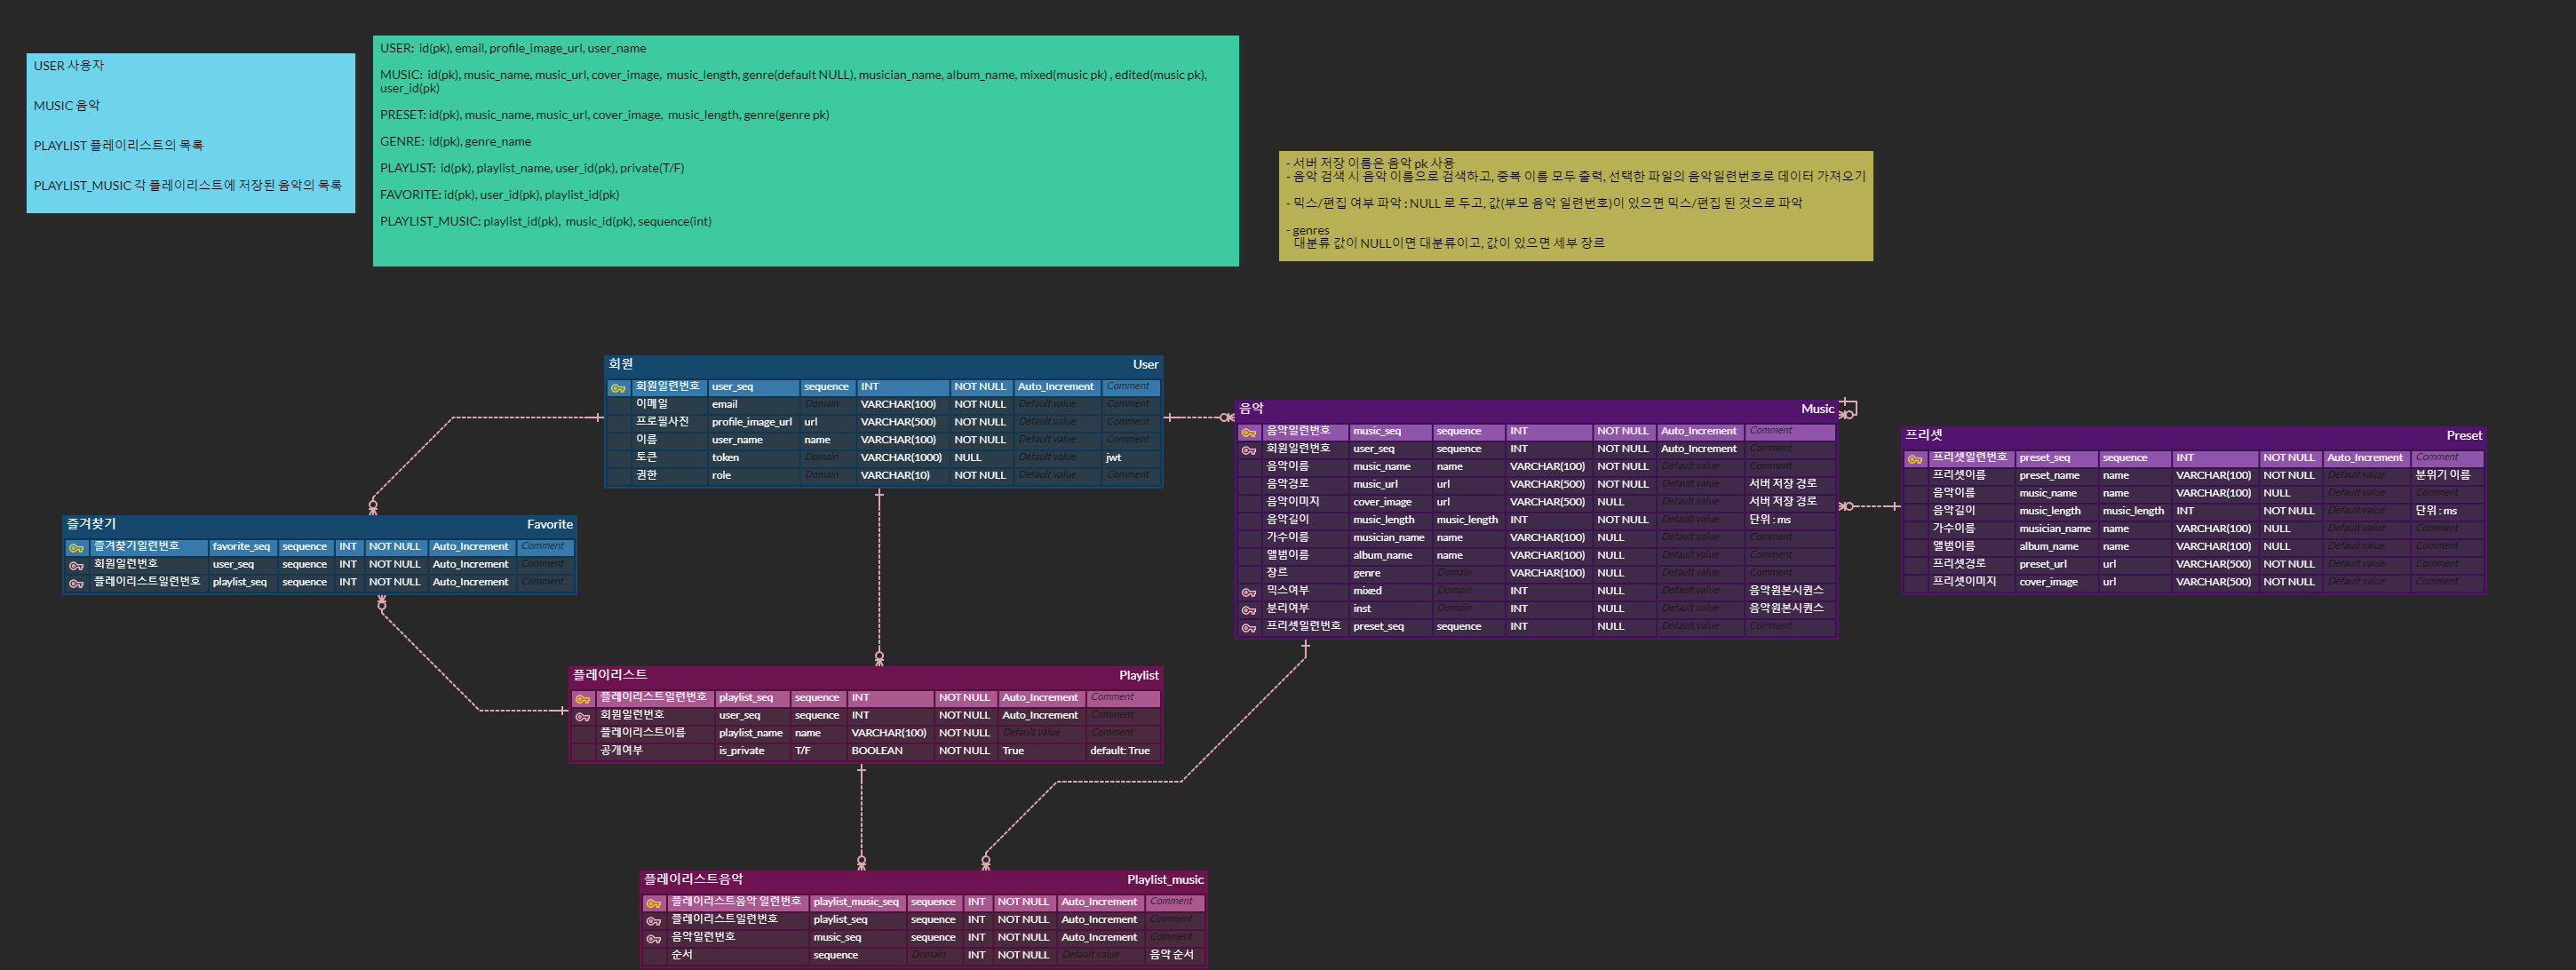 USER 사용자
MUSIC 음악
PLAYLIST 플레이리스트의 목록
PLAYLIST_MUSIC 각 플레이리스트에 저장된 음악의 목록
USER: id(pk), email, profile_image_url, user_name
MUSIC: id(pk), music_name, music_url, cover_image, music_length, genre(default NULL), musician_name, album_name, mixed(music pk) , edited(music pk),
user_id(pk)
PRESET: id(pk), music_name, music_url, cover_image, music_length, genre(genre pk)
GENRE: id(pk), genre_name
PLAYLIST: id(pk), playlist_name, user_id(pk), private(T/F)
FAVORITE: id(pk), user_id(pk), playlist_id(pk)
PLAYLIST_MUSIC: playlist_id(pk), music_id(pk), sequence(int)
- 서버 저장 이름은 음악 pk 사용
- 음악 검색 시 음악 이름으로 검색하고, 중복 이름 모두 출력, 선택한 파일의 음악일련번호로 데이터 가져오기
- 믹스/편집 여부 파악 : NULL 로 두고, 값(부모 음악 일련번호)이 있으면 믹스/편집 된 것으로 파악
- genres
대분류 값이 NULL이면 대분류이고, 값이 있으면 세부 장르
회원 User
회원일련번호 user_seq sequence INT NOT NULL Auto_Increment Comment
이메일 email Domain VARCHAR(100) NOT NULL Default value Comment
프로필사진 profile_image_url url VARCHAR(500) NOT NULL Default value Comment
이름 user_name name VARCHAR(100) NOT NULL Default value Comment
토큰 token Domain VARCHAR(1000) NULL Default value jwt
권한 role Domain VARCHAR(10) NOT NULL Default value Comment
음악 Music
음악일련번호 music_seq sequence INT NOT NULL Auto_Increment Comment
회원일련번호 user_seq sequence INT NOT NULL Auto_Increment Comment
음악이름 music_name name VARCHAR(100) NOT NULL Default value Comment
음악경로 music_url url VARCHAR(500) NOT NULL Default value 서버 저장 경로
음악이미지 cover_image url VARCHAR(500) NULL Default value 서버 저장 경로
음악길이 music_length music_length INT NOT NULL Default value 단위 : ms
가수이름 musician_name name VARCHAR(100) NULL Default value Comment
앨범이름 album_name name VARCHAR(100) NULL Default value Comment
장르 genre Domain VARCHAR(100) NULL Default value Comment
믹스여부 mixed Domain INT NULL Default value 음악원본시퀀스
분리여부 inst Domain INT NULL Default value 음악원본시퀀스
프리셋일련번호 preset_seq sequence INT NULL Default value Comment
프리셋 Preset
프리셋일련번호 preset_seq sequence INT NOT NULL Auto_Increment Comment
프리셋이름 preset_name name VARCHAR(100) NOT NULL Default value 분위기 이름
음악이름 music_name name VARCHAR(100) NULL Default value Comment
음악길이 music_length music_length INT NOT NULL Default value 단위 : ms
가수이름 musician_name name VARCHAR(100) NULL Default value Comment
앨범이름 album_name name VARCHAR(100) NULL Default value Comment
프리셋경로 preset_url url VARCHAR(500) NOT NULL Default value Comment
프리셋이미지 cover_image url VARCHAR(500) NOT NULL Default value Comment
즐겨찾기 Favorite
즐겨찾기일련번호 favorite_seq sequence INT NOT NULL Auto_Increment Comment
회원일련번호 user_seq sequence INT NOT NULL Auto_Increment Comment
플레이리스트일련번호 playlist_seq sequence INT NOT NULL Auto_Increment Comment
플레이리스트 Playlist
플레이리스트일련번호 playlist_seq sequence INT NOT NULL Auto_Increment Comment
회원일련번호 user_seq sequence INT NOT NULL Auto_Increment Comment
플레이리스트이름 playlist_name name VARCHAR(100) NOT NULL Default value Comment
공개여부 is_private T/F BOOLEAN NOT NULL True default: True
플레이리스트음악 Playlist_music
플레이리스트음악 일련번호 playlist_music_seq sequence INT NOT NULL Auto_Increment Comment
플레이리스트일련번호 playlist_seq sequence INT NOT NULL Auto_Increment Comment
음악일련번호 music_seq sequence INT NOT NULL Auto_Increment Comment
순서 sequence Domain INT NOT NULL Default value 음악 순서